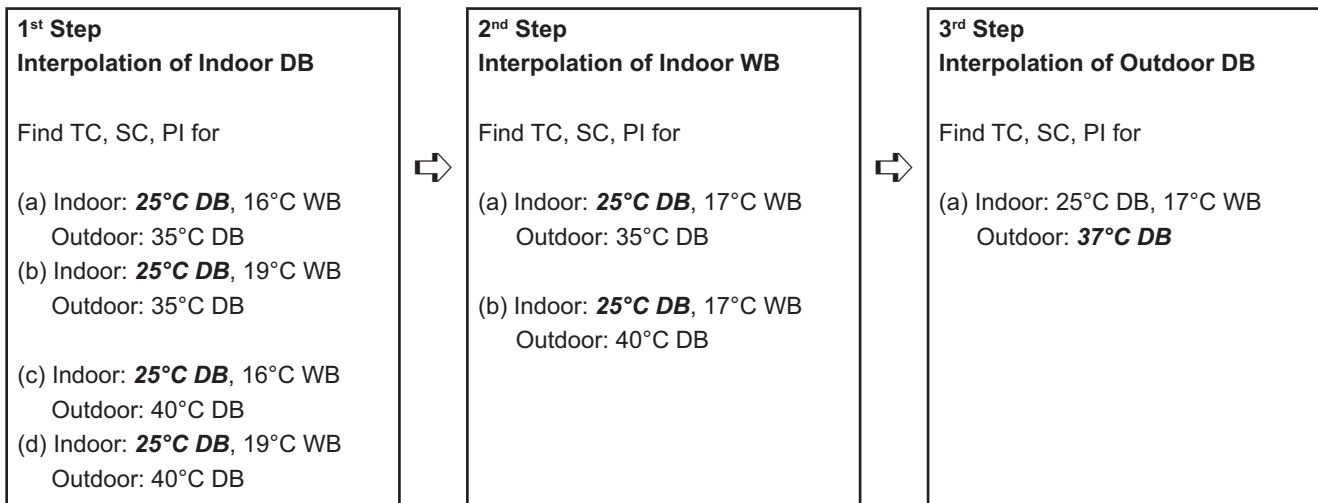 1st Step
Interpolation of Indoor DB
Find TC, SC, PI for
(a) Indoor: 25°C DB, 16°C WB
Outdoor: 35°C DB
(b) Indoor: 25°C DB, 19°C WB
Outdoor: 35°C DB
(c) Indoor: 25°C DB, 16°C WB
Outdoor: 40°C DB
(d) Indoor: 25°C DB, 19°C WB
Outdoor: 40°C DB
2nd Step
Interpolation of Indoor WB
Find TC, SC, PI for
(a) Indoor: 25°C DB, 17°C WB
Outdoor: 35°C DB
(b) Indoor: 25°C DB, 17°C WB
Outdoor: 40°C DB
3rd Step
Interpolation of Outdoor DB
Find TC, SC, PI for
(a) Indoor: 25°C DB, 17°C WB
Outdoor: 37°C DB